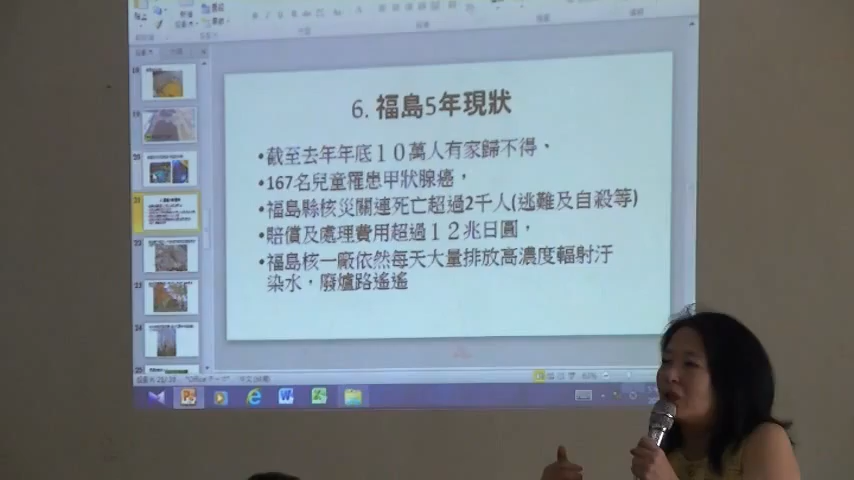 6. 福島5年現狀
•截至去年年底１０萬人有家歸不得、
•167名兒童罹患甲狀腺癌，
•福島縣核災關連死亡超過2千人(逃難及自殺等)
•賠償及處理費用超過１２兆日圓，
•福島核一廠依然每天大量排放高濃度輻射汙
染水，廢爐路遙遙